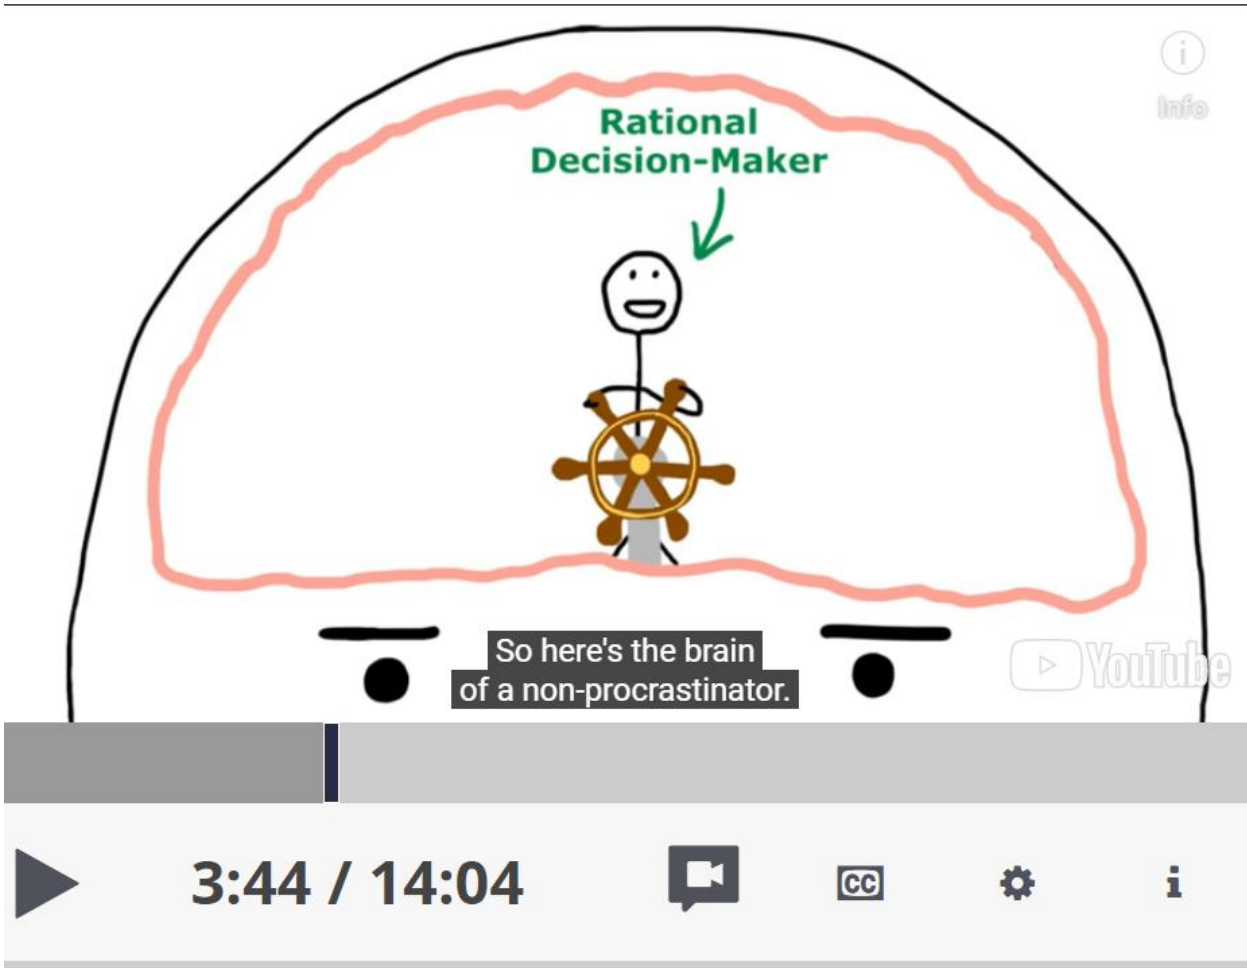 Info
Rational
Decision-Maker
So here's the brain
of a non-procrastinator.
YouTube
3:44 / 14:04
CC